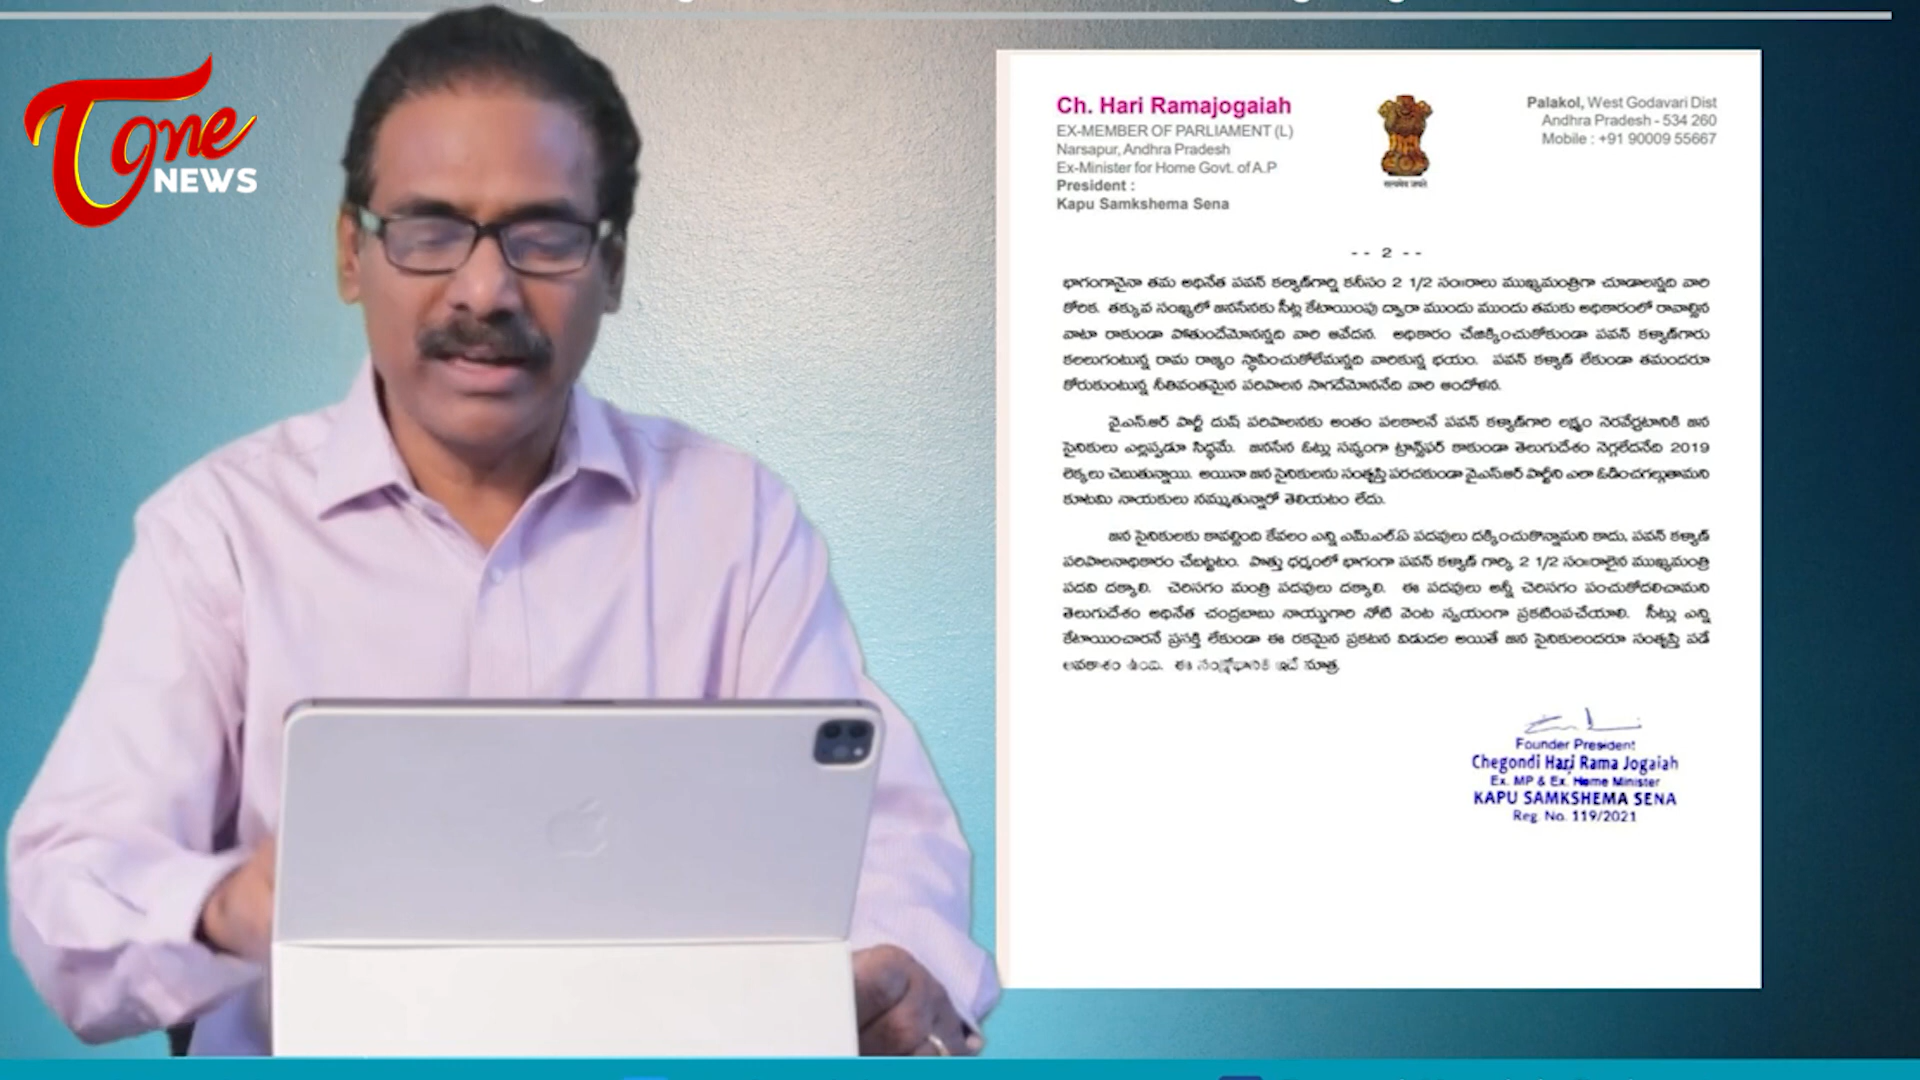 Tone
NEWS
Ch. Hari Ramajogaiah
EX-MEMBER OF PARLIAMENT (L)
Narsapur, Andhra Pradesh
Ex-Minister for Home Govt. of A.P
President :
Kapu Samkshema Sena
सत्यमेव जयते
Palakol, West Godavari Dist
Andhra Pradesh - 534 260
Mobile : +91 90009 55667
-- 2 --
భాగంగానైనా తమ అధినేత పవన్ కల్యాణ్‌గార్ని కనీసం 2 1/2 సం॥రాలు ముఖ్యమంత్రిగా చూడాలన్నది వారి
కోరిక. తక్కువ సంఖ్యలో జనసేనకు సీట్ల కేటాయింపు ద్వారా ముందు ముందు తమకు అధికారంలో రావాల్సిన
వాటా రాకుండా పోతుందేమోనన్నది వారి ఆవేదన. అధికారం చేజిక్కించుకోకుండా పవన్ కళ్యాణ్‌గారు
కలలుగంటున్న రామ రాజ్యం స్థాపించుకోలేమన్నది వారికున్న భయం. పవన్ కళ్యాణ్ లేకుండా తమందరూ
కోరుకుంటున్న నీతివంతమైన పరిపాలన సాగదేమోననేది వారి ఆందోళన.
వైఎస్ఆర్ పార్టీ దుష్ పరిపాలనకు అంతం పలకాలనే పవన్ కళ్యాణ్‌గారి లక్ష్యం నెరవేర్చటానికి జన
సైనికులు ఎల్లప్పుడూ సిద్ధమే. జనసేన ఓట్లు సవ్యంగా ట్రాన్స్‌ఫర్ కాకుండా తెలుగుదేశం నెగ్గలేదనేది 2019
లెక్కలు చెబుతున్నాయి. అయినా జన సైనికులను సంతృప్తి పరచకుండా వైఎస్ఆర్ పార్టీని ఎలా ఓడించగల్గుతామని
కూటమి నాయకులు నమ్ముతున్నారో తెలియటం లేదు.
జన సైనికులకు కావల్సింది కేవలం ఎన్ని ఎమ్.ఎల్.ఏ పదవులు దక్కించుకొన్నామని కాదు, పవన్ కళ్యాణ్
పరిపాలనాధికారం చేబట్టటం. పొత్తు ధర్మంలో భాగంగా పవన్ కళ్యాణ్ గార్కి 2 1/2 సం॥రాలైన ముఖ్యమంత్రి
పదవి దక్కాలి. చెరిసగం మంత్రి పదవులు దక్కాలి. ఈ పదవులు అన్నీ చెరిసగం పంచుకోదలిచామని
తెలుగుదేశం అధినేత చంద్రబాబు నాయుడుగారి నోటి వెంట స్వయంగా ప్రకటింపచేయాలి. సీట్లు ఎన్ని
కేటాయించారనే ప్రసక్తి లేకుండా ఈ రకమైన ప్రకటన విడుదల అయితే జన సైనికులందరూ సంతృప్తి పడే
అవకాశం ఉంది. ఈ సంక్షోభానికి ఇదే మాత్ర.
Founder President
Chegondi Hari Rama Jogaiah
Ex. MP & Ex. Home Minister
KAPU SAMKSHEMA SENA
Reg. No. 119/2021